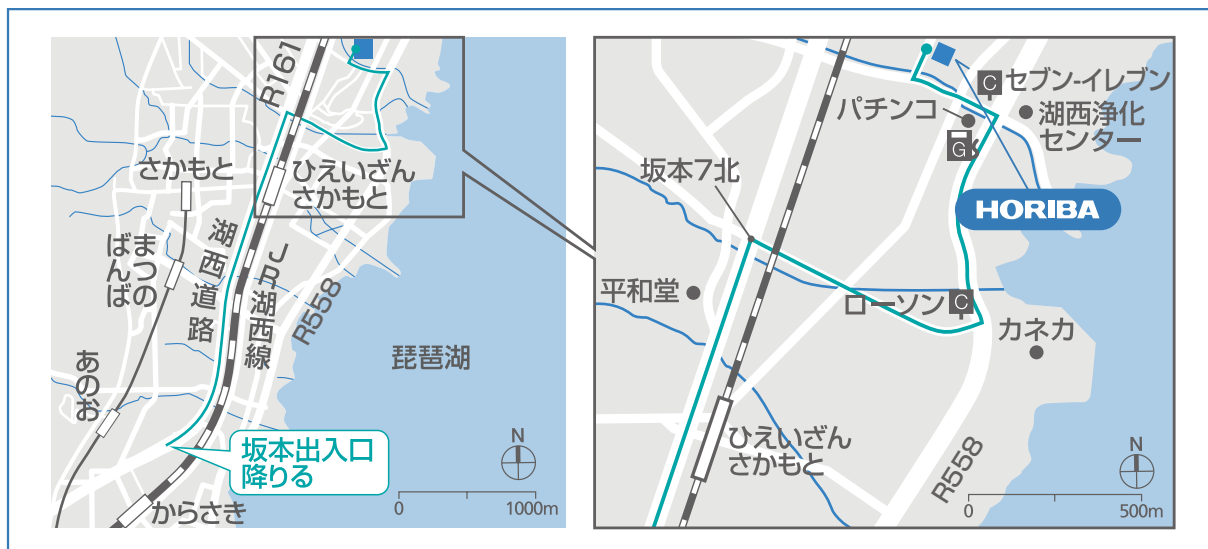 R161
さかもと
ひえいざん
さかもと
まつの
ばんば
湖西道路
JR湖西線
R558
琵琶湖
あのお
坂本出入口
降りる
からさき
N
0
1000m
C
セブン-イレブン
パチンコ
湖西浄化
センター
G
坂本7北
HORIBA
平和堂
ローソン
C
カネカ
ひえいざん
さかもと
R558
N
0
500m